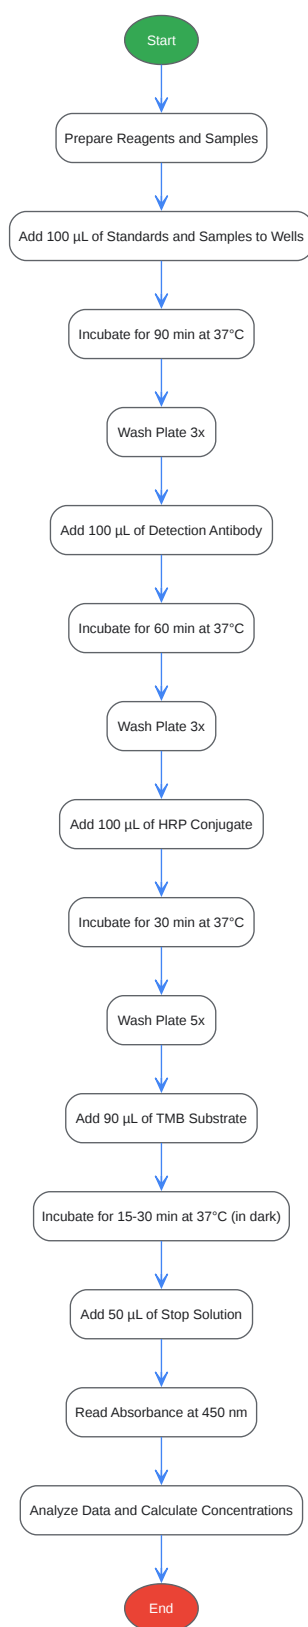 Start
Prepare Reagents and Samples
Add 100 µL of Standards and Samples to Wells
Incubate for 90 min at 37°C
Wash Plate 3x
Add 100 µL of Detection Antibody
Incubate for 60 min at 37°C
Wash Plate 3x
Add 100 µL of HRP Conjugate
Incubate for 30 min at 37°C
Wash Plate 5x
Add 90 µL of TMB Substrate
Incubate for 15-30 min at 37°C (in dark)
Add 50 µL of Stop Solution
Read Absorbance at 450 nm
Analyze Data and Calculate Concentrations
End